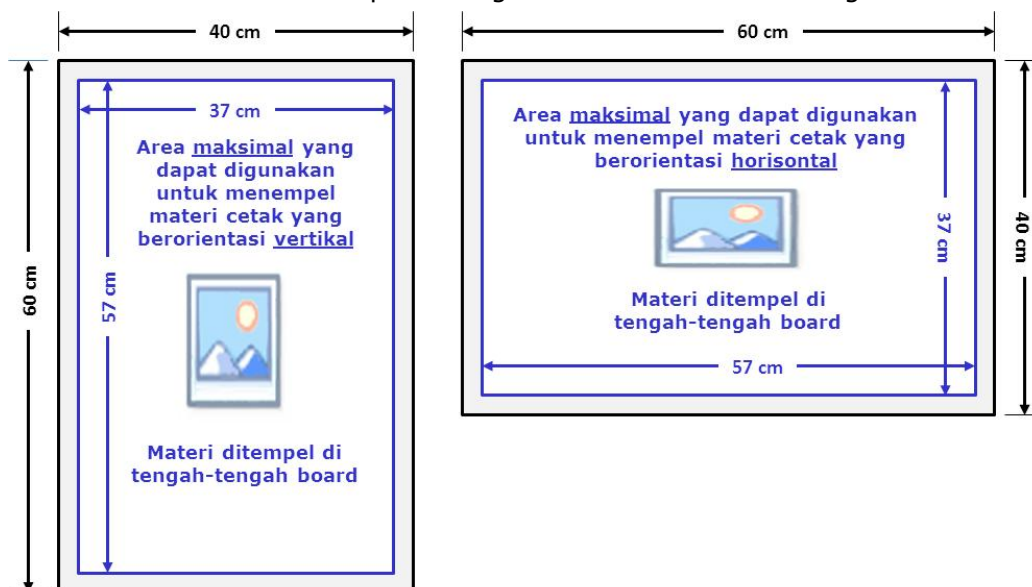 40 cm
60 cm
37 cm
57 cm
Area maksimal yang
dapat digunakan
untuk menempel
materi cetak yang
berorientasi vertikal
Materi ditempel di
tengah-tengah board
60 cm
40 cm
Area maksimal yang dapat digunakan
untuk menempel materi cetak yang
berorientasi horisontal
37 cm
Materi ditempel di
tengah-tengah board
57 cm